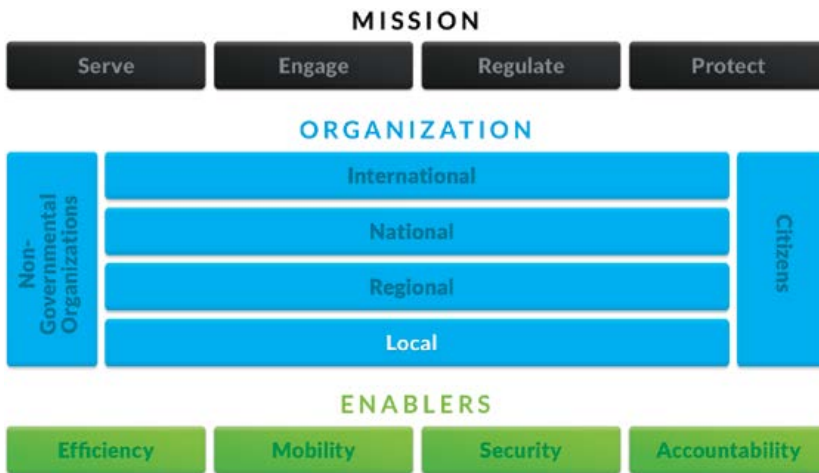 MISSION
Serve
Engage
Regulate
Protect
ORGANIZATION
Non-
Governmental
Organizations
International
National
Regional
Local
Citizens
ENABLERS
Efficiency
Mobility
Security
Accountability